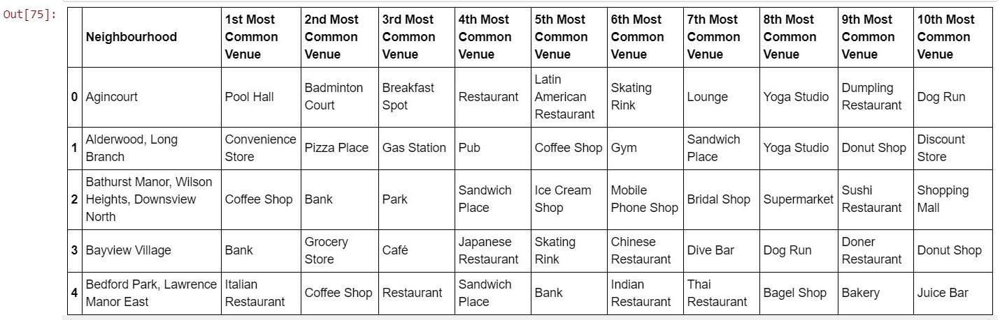 Out[75]:
Neighbourhood 1st Most Common Venue 2nd Most Common Venue 3rd Most Common Venue 4th Most Common Venue 5th Most Common Venue 6th Most Common Venue 7th Most Common Venue 8th Most Common Venue 9th Most Common Venue 10th Most Common Venue
0 Agincourt Pool Hall Badminton Court Breakfast Spot Restaurant Latin American Restaurant Skating Rink Lounge Yoga Studio Dumpling Restaurant Dog Run
1 Alderwood, Long Branch Convenience Store Pizza Place Gas Station Pub Coffee Shop Gym Sandwich Place Yoga Studio Donut Shop Discount Store
2 Bathurst Manor, Wilson Heights, Downsview North Coffee Shop Bank Park Sandwich Place Ice Cream Shop Mobile Phone Shop Bridal Shop Supermarket Sushi Restaurant Shopping Mall
3 Bayview Village Bank Grocery Store Café Japanese Restaurant Skating Rink Chinese Restaurant Dive Bar Dog Run Doner Restaurant Donut Shop
4 Bedford Park, Lawrence Manor East Italian Restaurant Coffee Shop Restaurant Sandwich Place Bank Indian Restaurant Thai Restaurant Bagel Shop Bakery Juice Bar